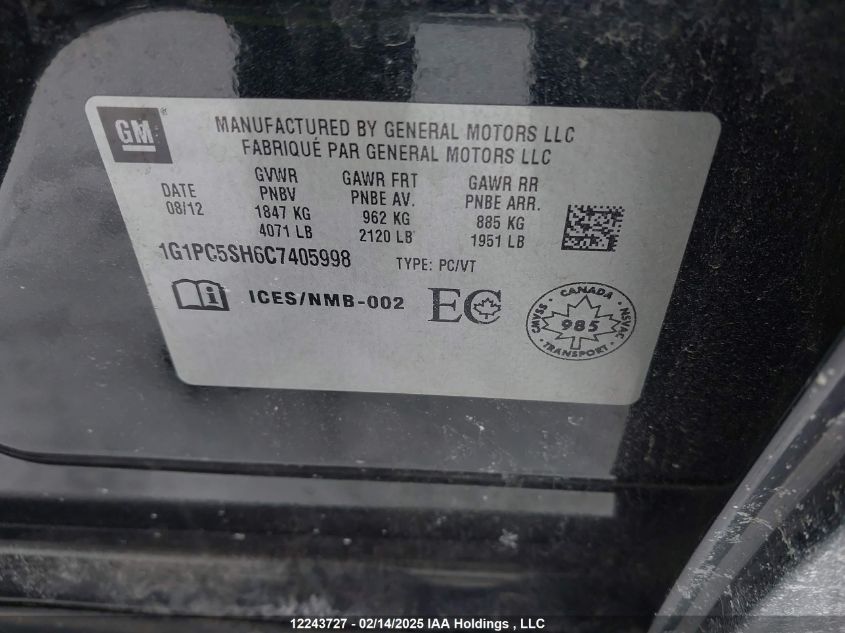 GM
MANUFACTURED BY GENERAL MOTORS LLC
FABRIQUÉ PAR GENERAL MOTORS LLC
DATE
08/12
GVWR
PNBV
1847 KG
4071 LB
GAWR FRT
PNBE AV.
962 KG
2120 LB
GAWR RR
PNBE ARR.
885 KG
1951 LB
1G1PC5SH6C7405998
TYPE: PC/VT
i ICES/NMB-002
EC
CANADA
CMVSS 985 NSVAC
TRANSPORT
12243727 - 02/14/2025 IAA Holdings , LLC